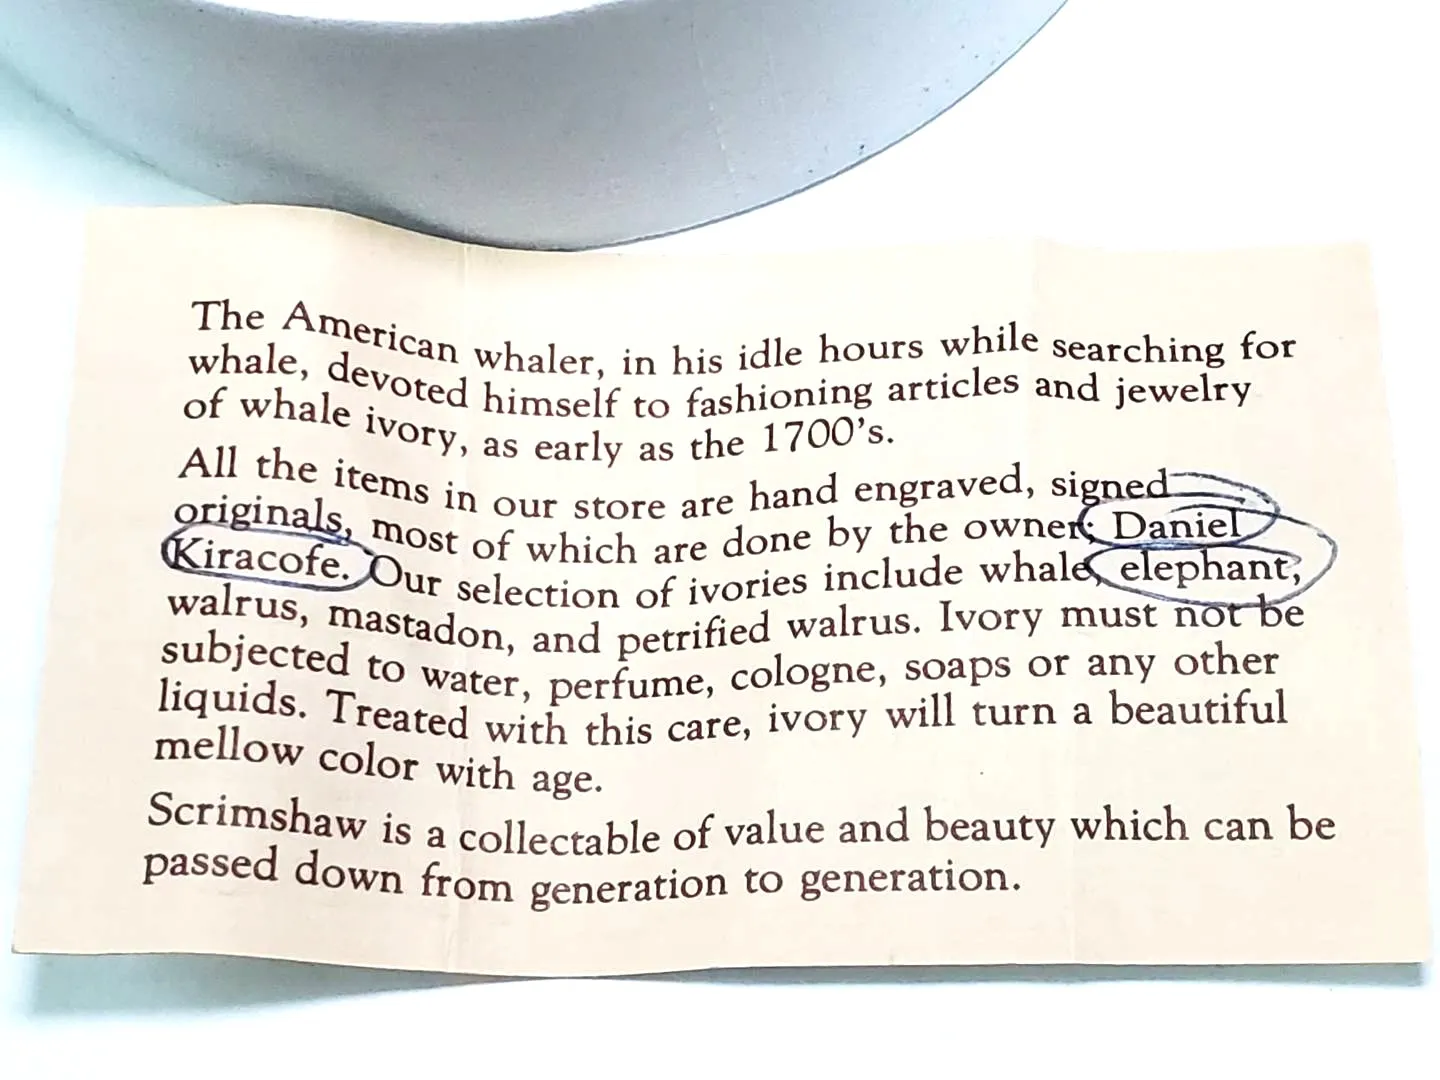 The American whaler, in his idle hours while searching for
whale, devoted himself to fashioning articles and jewelry
of whale ivory, as early as the 1700's.
All the items in our store are hand engraved, signed
originals, most of which are done by the owner; Daniel
Kiracofe. Our selection of ivories include whale, elephant,
walrus, mastadon, and petrified walrus. Ivory must not be
subjected to water, perfume, cologne, soaps or any other
liquids. Treated with this care, ivory will turn a beautiful
mellow color with age.
Scrimshaw is a collectable of value and beauty which can be
passed down from generation to generation.